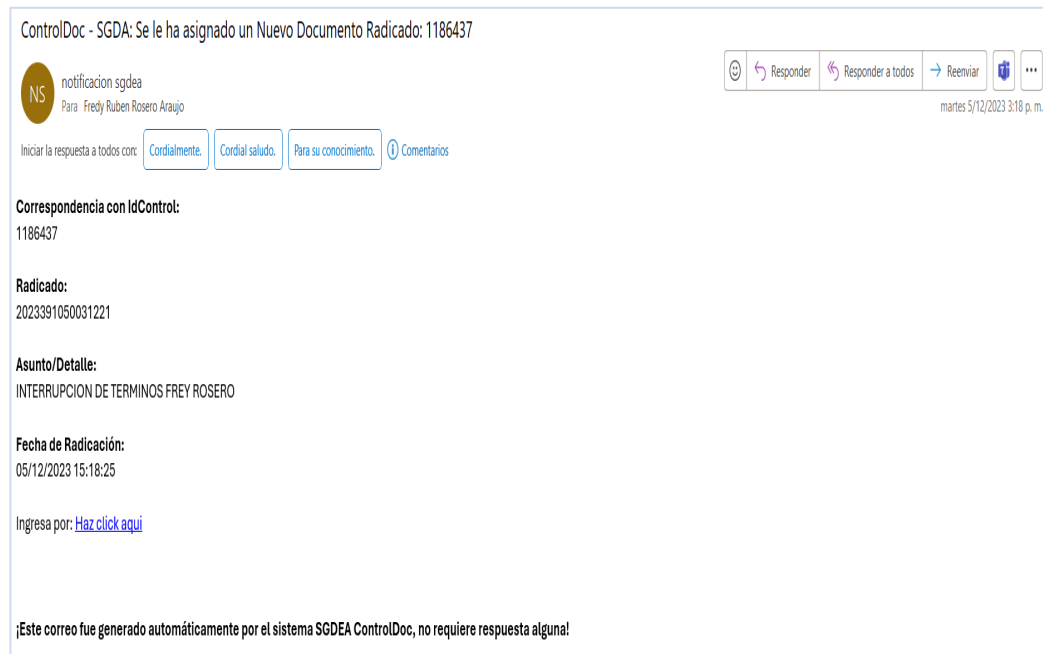 ControlDoc - SGDA: Se le ha asignado un Nuevo Documento Radicado: 1186437
NS
notificacion sgdea
Para Fredy Ruben Rosero Araujo
Responder
Responder a todos
Reenviar
martes 5/12/2023 3:18 p. m.
Iniciar la respuesta a todos con: Cordialmente. Cordial saludo. Para su conocimiento. Comentarios
Correspondencia con IdControl:
1186437
Radicado:
2023391050031221
Asunto/Detalle:
INTERRUPCION DE TERMINOS FREY ROSERO
Fecha de Radicación:
05/12/2023 15:18:25
Ingresa por: Haz click aqui
¡Este correo fue generado automáticamente por el sistema SGDEA ControlDoc, no requiere respuesta alguna!